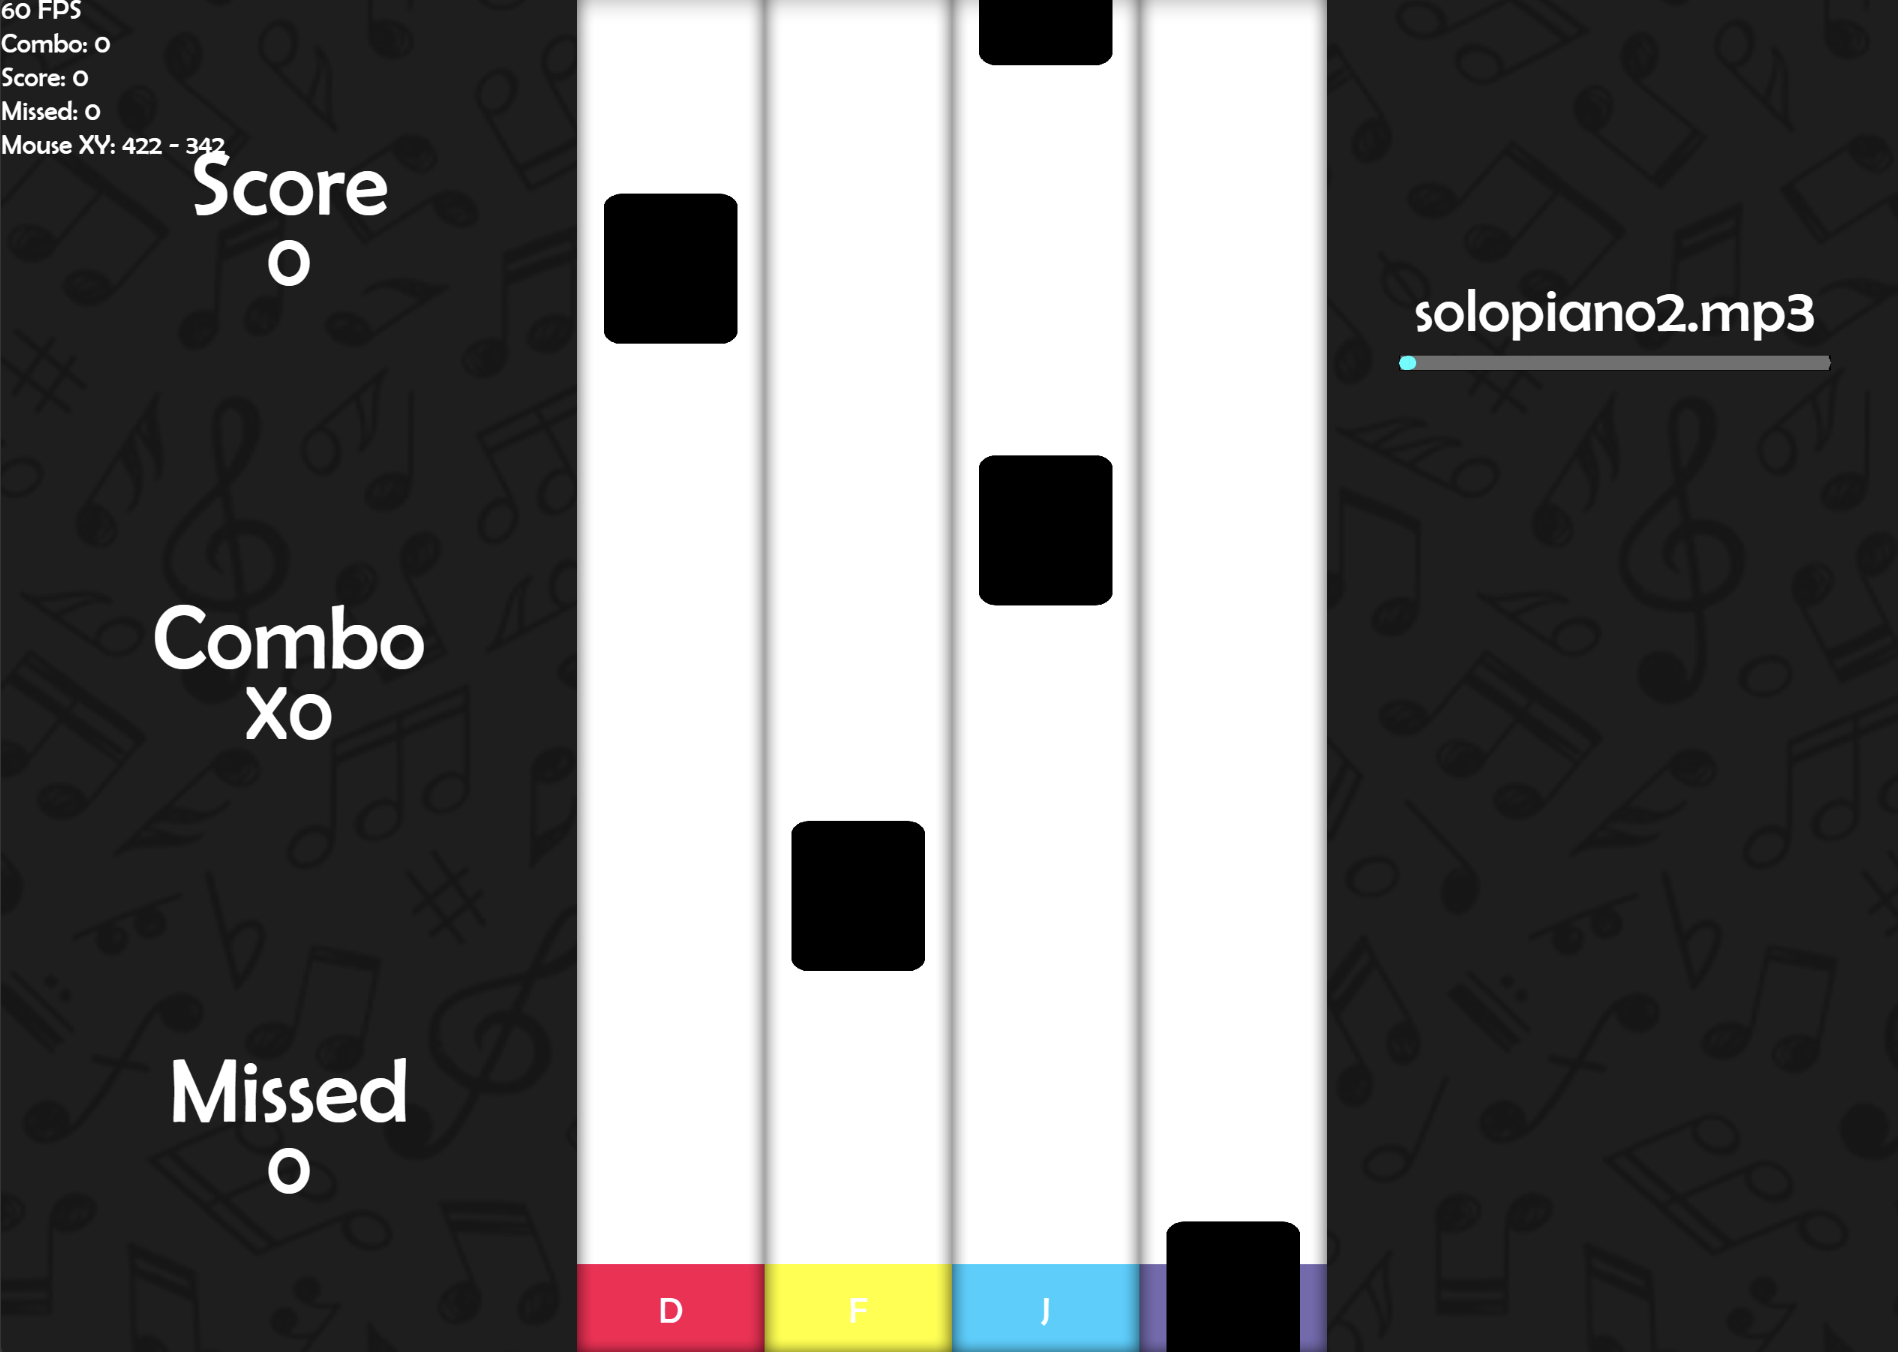 60 FPS
Combo: 0
Score: 0
Missed: 0
Mouse XY: 422 - 342
Score
0
solopiano2.mp3
Combo
X0
Missed
0
D
F
J